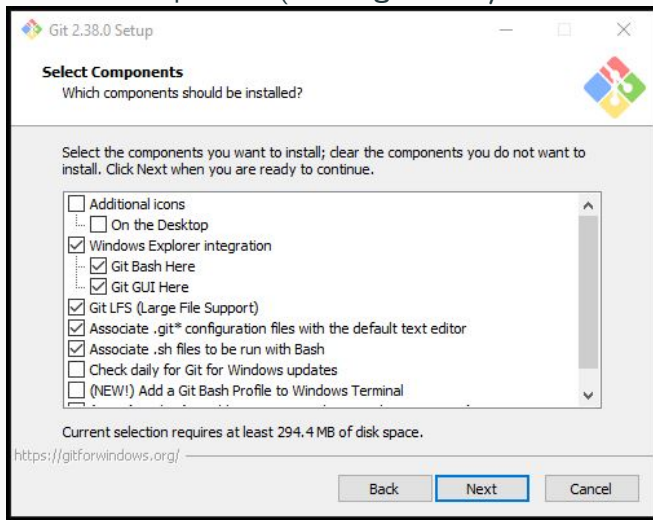 Git 2.38.0 Setup
Select Components
Which components should be installed?
Select the components you want to install; clear the components you do not want to
install. Click Next when you are ready to continue.
Additional icons
On the Desktop
Windows Explorer integration
Git Bash Here
Git GUI Here
Git LFS (Large File Support)
Associate .git* configuration files with the default text editor
Associate .sh files to be run with Bash
Check daily for Git for Windows updates
(NEW!) Add a Git Bash Profile to Windows Terminal
Current selection requires at least 294.4 MB of disk space.
https://gitforwindows.org/
Back Next Cancel